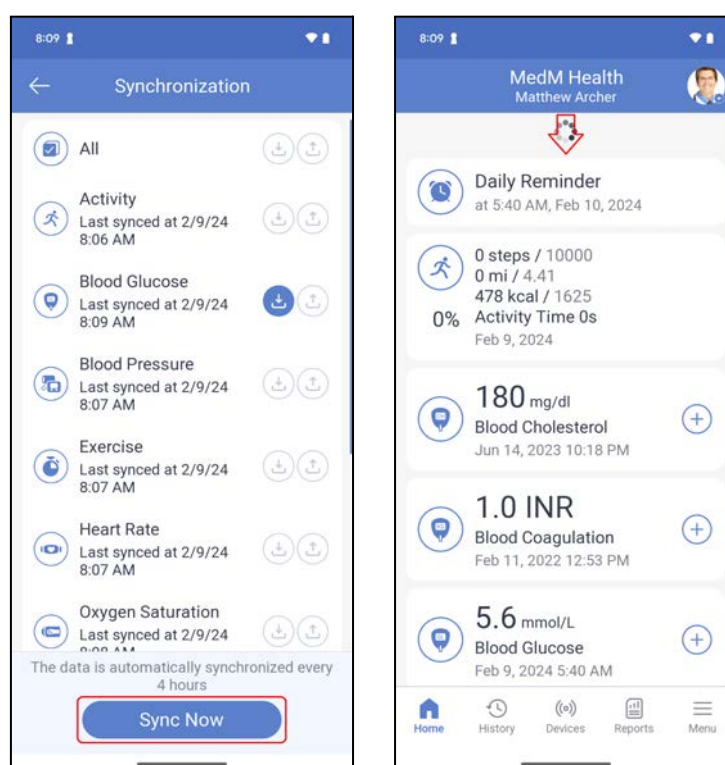 8:09
Synchronization
All
Activity
Last synced at 2/9/24
8:06 AM
Blood Glucose
Last synced at 2/9/24
8:09 AM
Blood Pressure
Last synced at 2/9/24
8:07 AM
Exercise
Last synced at 2/9/24
8:07 AM
Heart Rate
Last synced at 2/9/24
8:07 AM
Oxygen Saturation
Last synced at 2/9/24
8:08 AM
The data is automatically synchronized every
4 hours
Sync Now
8:09
MedM Health
Matthew Archer
Daily Reminder
at 5:40 AM, Feb 10, 2024
0 steps / 10000
0 mi / 4.41
478 kcal / 1625
0% Activity Time 0s
Feb 9, 2024
180 mg/dl
Blood Cholesterol
Jun 14, 2023 10:18 PM
1.0 INR
Blood Coagulation
Feb 11, 2022 12:53 PM
5.6 mmol/L
Blood Glucose
Feb 9, 2024 5:40 AM
Home History Devices Reports Menu